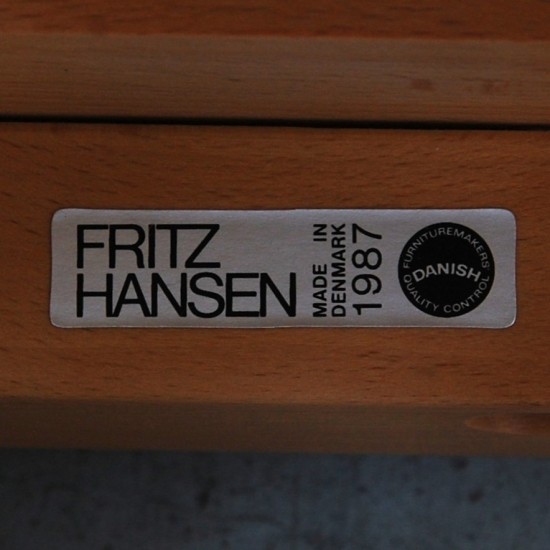 FRITZ
HANSEN
MADE IN
DENMARK
1987
FURNITUREMAKERS
DANISH
QUALITY CONTROL